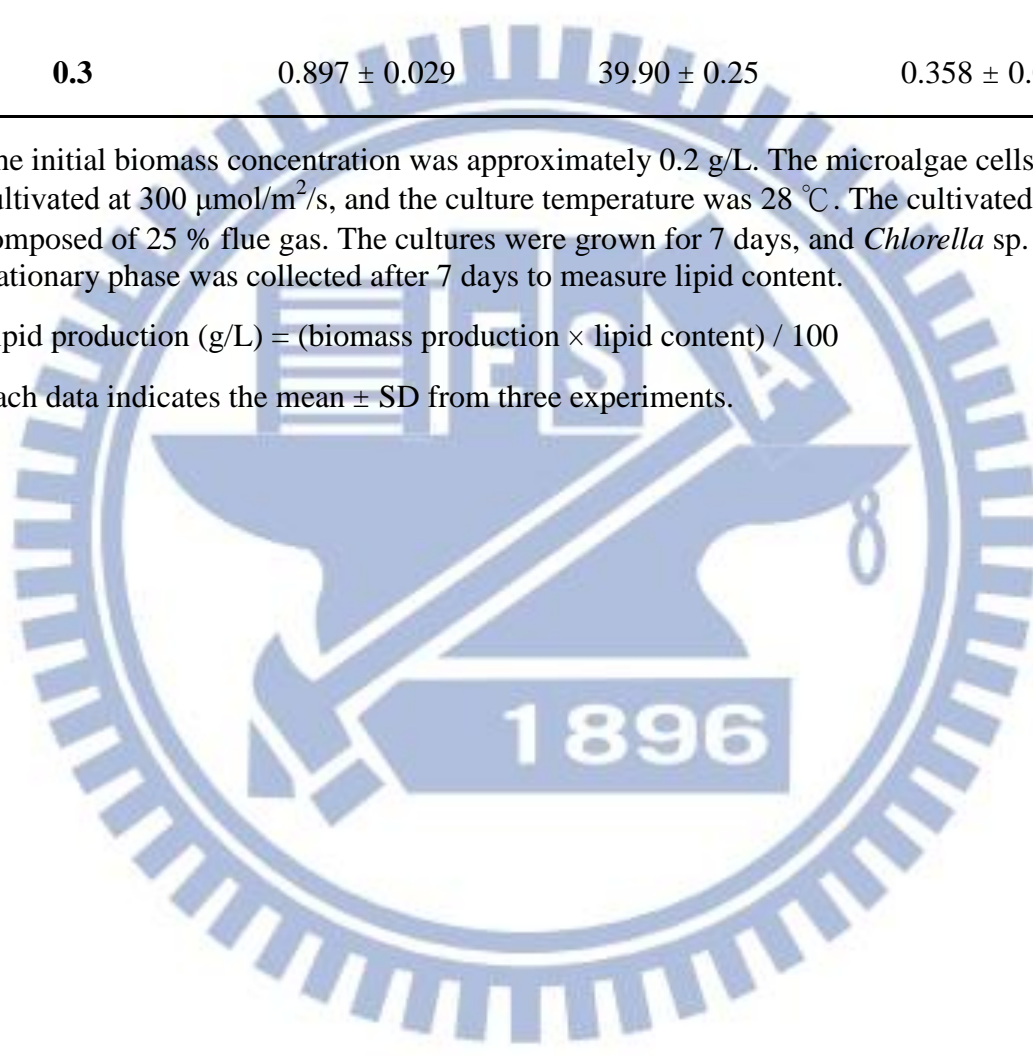 0.3 0.897 ± 0.029 39.90 ± 0.25 0.358 ± 0.
he initial biomass concentration was approximately 0.2 g/L. The microalgae cells
ultivated at 300 μmol/m²/s, and the culture temperature was 28 ℃. The cultivated
omposed of 25 % flue gas. The cultures were grown for 7 days, and Chlorella sp.
ationary phase was collected after 7 days to measure lipid content.
ipid production (g/L) = (biomass production × lipid content) / 100
ach data indicates the mean ± SD from three experiments.
E S A
1896